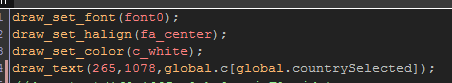 draw_set_font(font0);
draw_set_halign(fa_center);
draw_set_color(c_white);
draw_text(265,1078,global.c[global.countrySelected]);